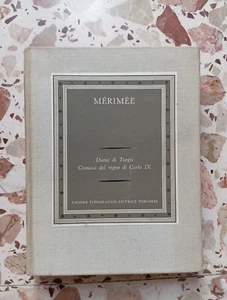 MÉRIMÉE
Diana di Turgis
Cronaca del regno di Carlo IX
UNIONE TIPOGRAFICO-EDITRICE TORINESE